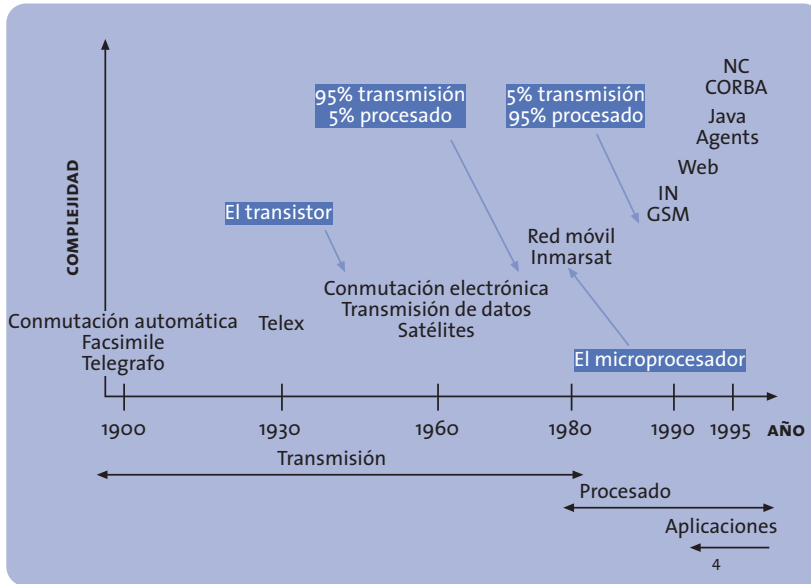 NC
CORBA
95% transmisión
5% procesado
5% transmisión
95% procesado
Java
Agents
Web
El transistor
IN
GSM
COMPLEJIDAD
Red móvil
Inmarsat
Conmutación electrónica
Transmisión de datos
Satélites
Conmutación automática
Facsimile
Telegrafo
Telex
El microprocesador
1900 1930 1960 1980 1990 1995 AÑO
Transmisión
Procesado
Aplicaciones
4